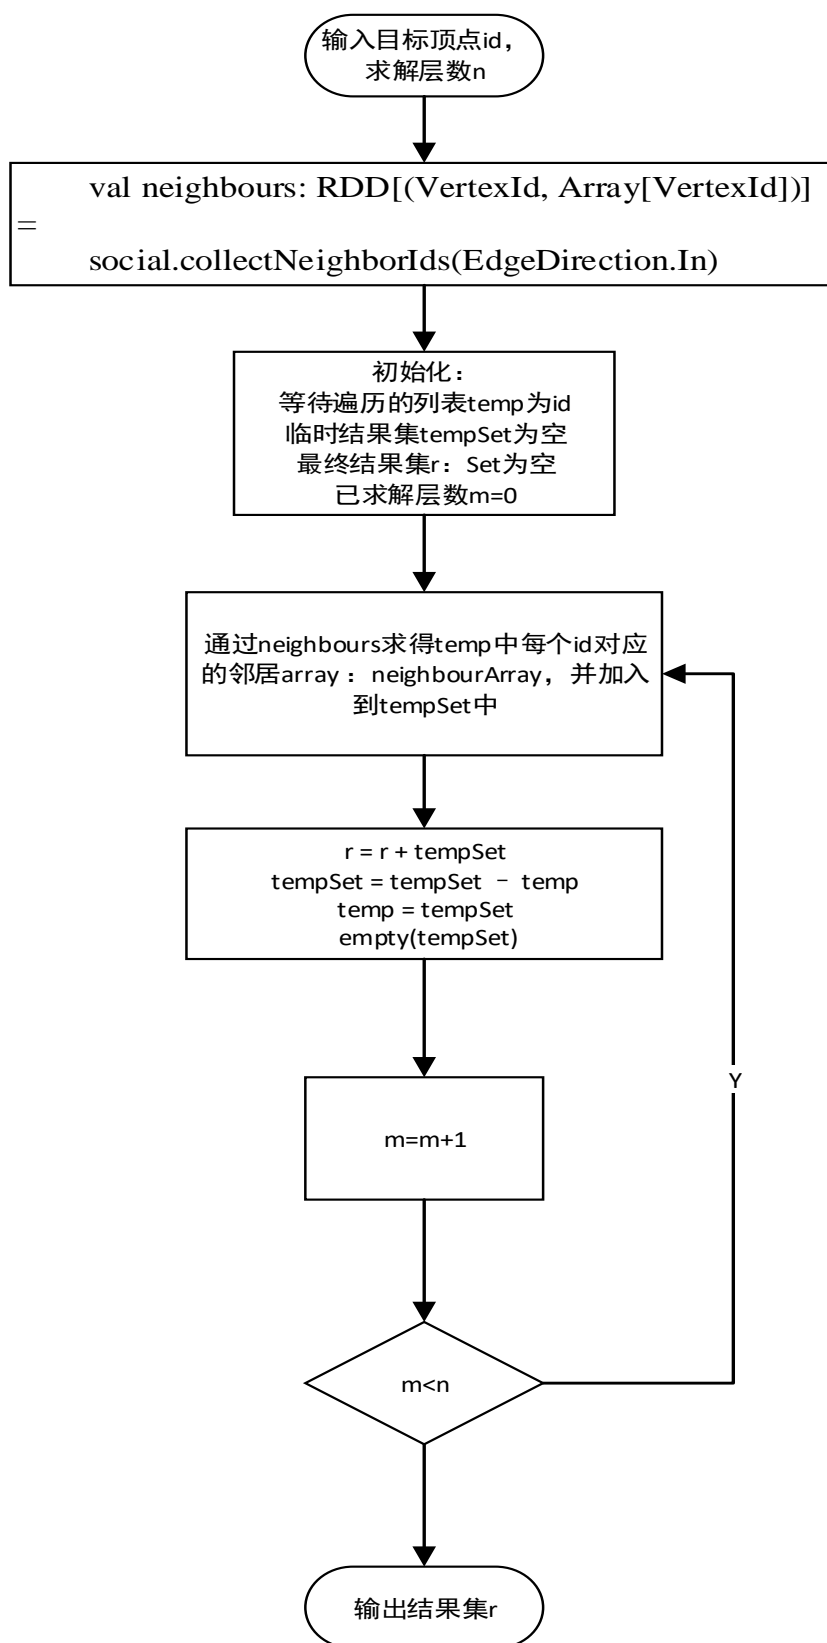 输入目标顶点id，
求解层数n
val neighbours: RDD[(VertexId, Array[VertexId])]
=
social.collectNeighborIds(EdgeDirection.In)
初始化：
等待遍历的列表temp为id
临时结果集tempSet为空
最终结果集r：Set为空
已求解层数m=0
通过neighbours求得temp中每个id对应
的邻居array：neighbourArray，并加入
到tempSet中
r = r + tempSet
tempSet = tempSet – temp
temp = tempSet
empty(tempSet)
Y
m=m+1
m<n
输出结果集r